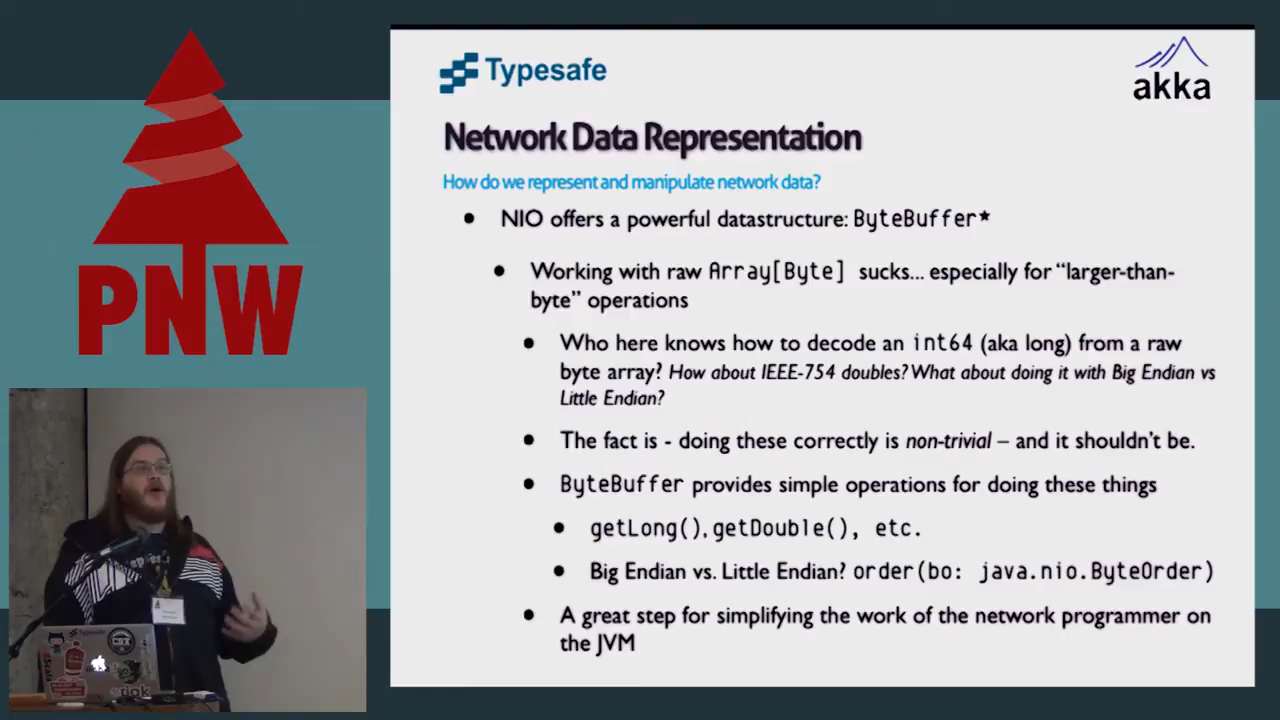 Typesafe
akka
Network Data Representation
How do we represent and manipulate network data?
• NIO offers a powerful datastructure: ByteBuffer*
• Working with raw Array[Byte] sucks... especially for “larger-than-
byte” operations
• Who here knows how to decode an int64 (aka long) from a raw
byte array? How about IEEE-754 doubles? What about doing it with Big Endian vs
Little Endian?
• The fact is - doing these correctly is non-trivial – and it shouldn't be.
• ByteBuffer provides simple operations for doing these things
• getLong(), getDouble(), etc.
• Big Endian vs. Little Endian? order(bo: java.nio.ByteOrder)
• A great step for simplifying the work of the network programmer on
the JVM
PNW
Typesafe
riak